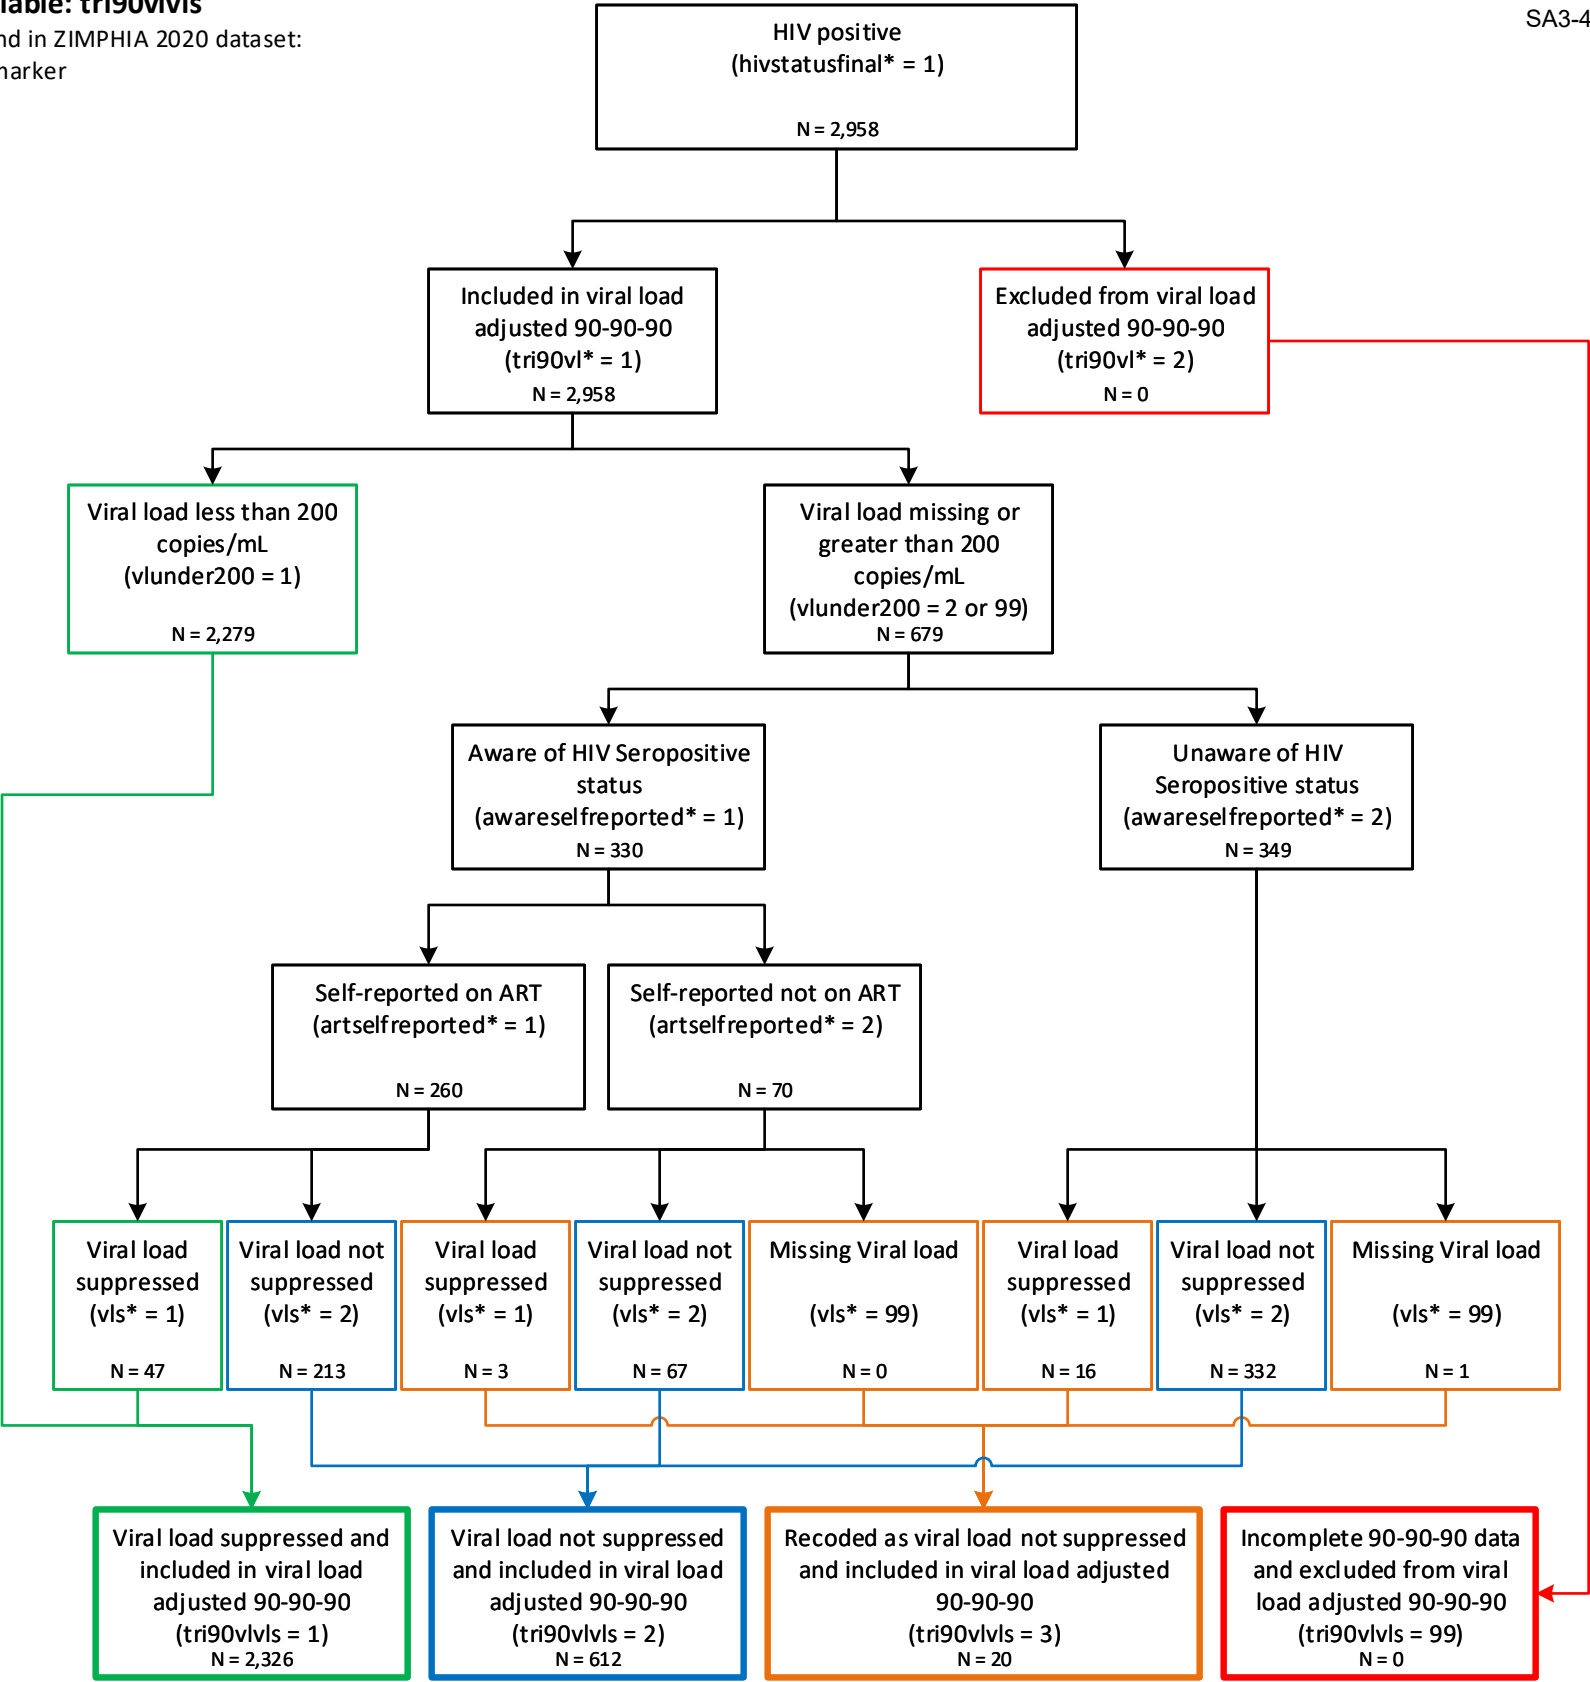 SA3-4
HIV positive
(hivstatusfinal* = 1)
N = 2,958
in ZIMPHIA 2020 dataset:
Included in viral load
adjusted 90-90-90
(tri90vl* = 1)
N = 2,958
Excluded from viral load
adjusted 90-90-90
(tri90vl* = 2)
N = 0
Viral load less than 200
copies/mL
(vlunder200 = 1)
N = 2,279
Viral load missing or
greater than 200
copies/mL
(vlunder200 = 2 or 99)
N = 679
Aware of HIV Seropositive
status
(awareselfreported* = 1)
N = 330
Unaware of HIV
Seropositive status
(awareselfreported* = 2)
N = 349
Self-reported on ART
(artselfreported* = 1)
N = 260
Self-reported not on ART
(artselfreported* = 2)
N = 70
Viral load
suppressed
(vls* = 1)
N = 47
Viral load not
suppressed
(vls* = 2)
N = 213
Viral load
suppressed
(vls* = 1)
N = 3
Viral load not
suppressed
(vls* = 2)
N = 67
Missing Viral load
(vls* = 99)
N = 0
Viral load
suppressed
(vls* = 1)
N = 16
Viral load not
suppressed
(vls* = 2)
N = 332
Missing Viral load
(vls* = 99)
N = 1
Viral load suppressed and
included in viral load
adjusted 90-90-90
(tri90vlvls = 1)
N = 2,326
Viral load not suppressed
and included in viral load
adjusted 90-90-90
(tri90vlvls = 2)
N = 612
Recoded as viral load not suppressed
and included in viral load adjusted
90-90-90
(tri90vlvls = 3)
N = 20
Incomplete 90-90-90 data
and excluded from viral
load adjusted 90-90-90
(tri90vlvls = 99)
N = 0